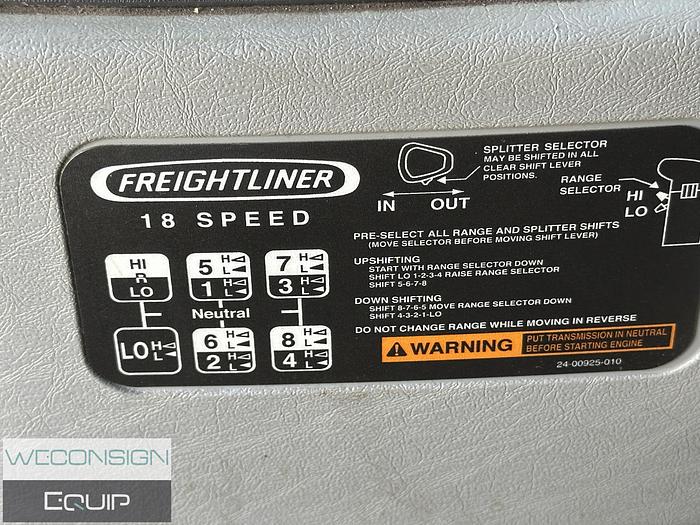 FREIGHTLINER
18 SPEED
HI
R
LO
5 H L
1 H L
7 H L
3 H L
Neutral
LO H L
6 H L
2 H L
8 H L
4 H L
SPLITTER SELECTOR
MAY BE SHIFTED IN ALL
CLEAR SHIFT LEVER
POSITIONS.
IN OUT
RANGE
SELECTOR
HI
LO
PRE-SELECT ALL RANGE AND SPLITTER SHIFTS
(MOVE SELECTOR BEFORE MOVING SHIFT LEVER)
UPSHIFTING
START WITH RANGE SELECTOR DOWN
SHIFT LO 1-2-3-4 RAISE RANGE SELECTOR
SHIFT 5-6-7-8
DOWN SHIFTING
SHIFT 8-7-6-5 MOVE RANGE SELECTOR DOWN
SHIFT 4-3-2-1-LO
DO NOT CHANGE RANGE WHILE MOVING IN REVERSE
WARNING
PUT TRANSMISSION IN NEUTRAL
BEFORE STARTING ENGINE
24-00925-010
WECONSIGN
EQUIP